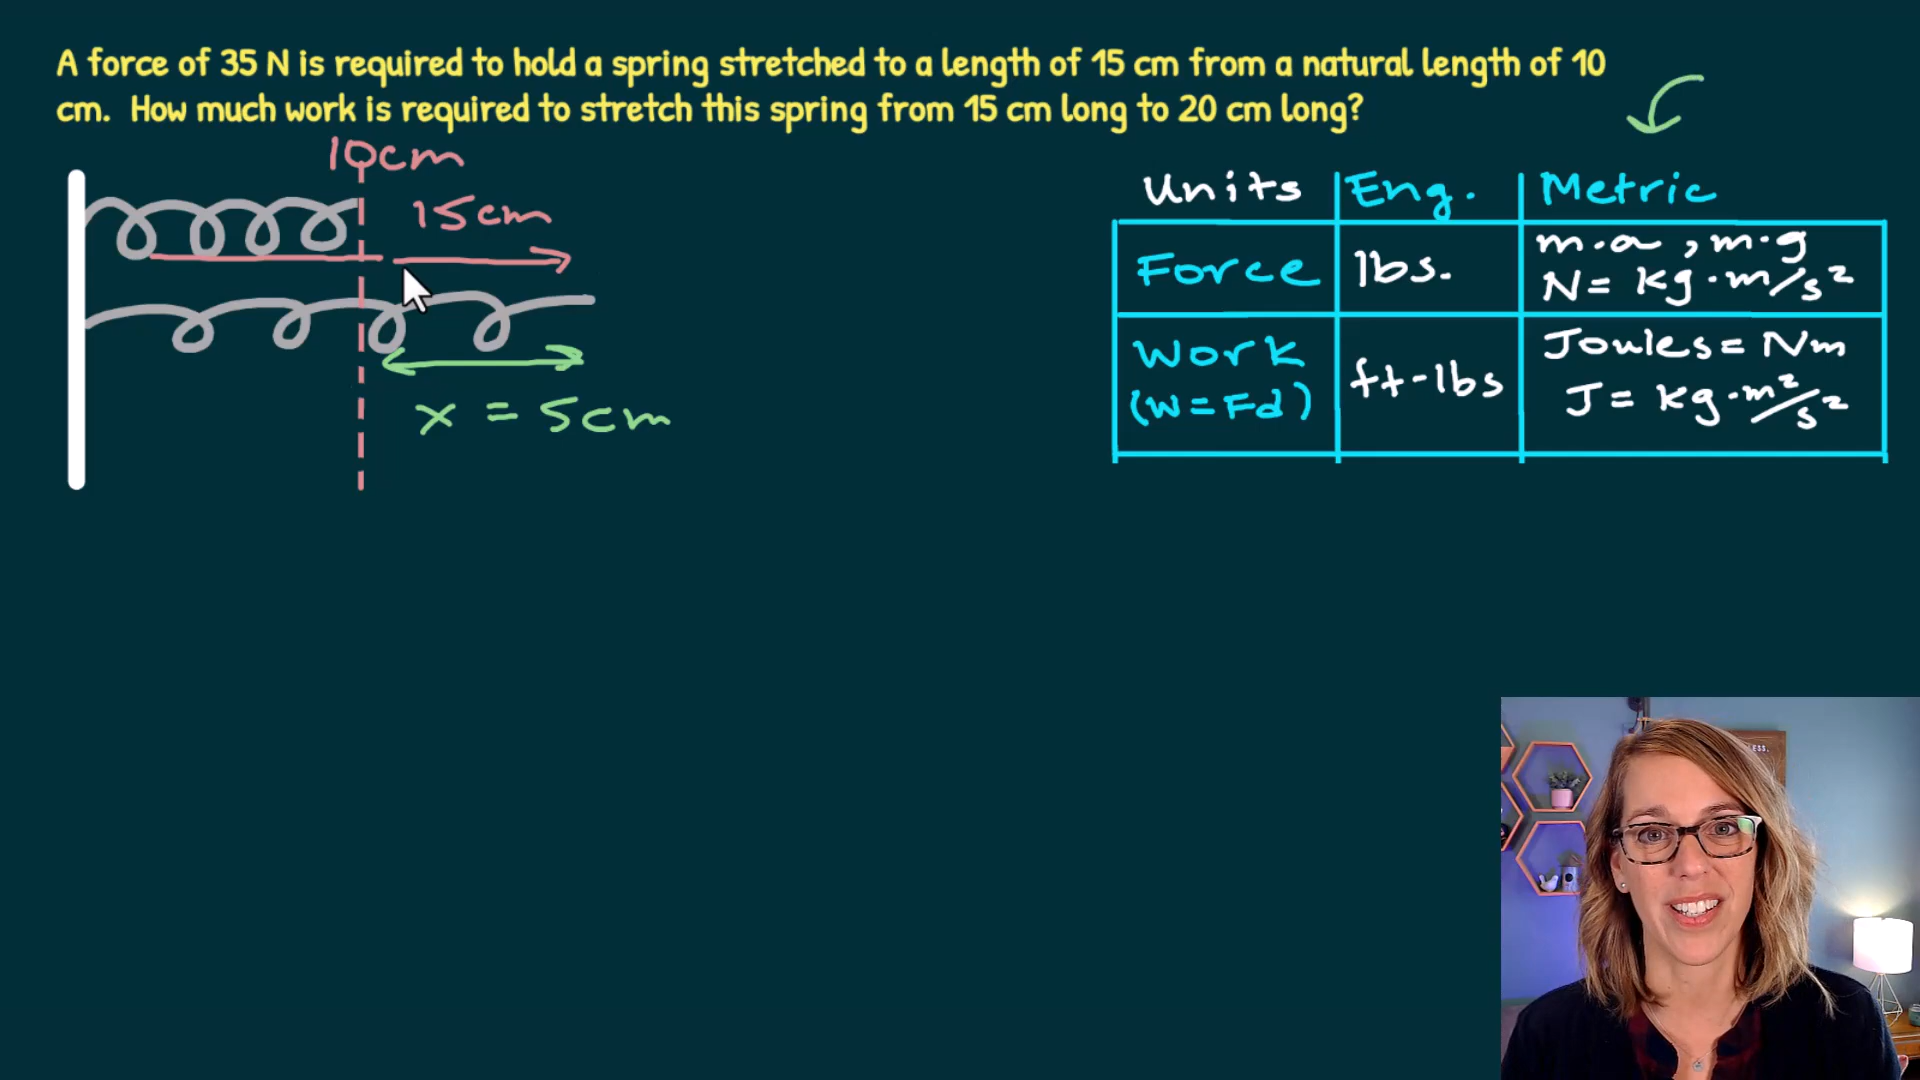 A force of 35 N is required to hold a spring stretched to a length of 15 cm from a natural length of 10
cm. How much work is required to stretch this spring from 15 cm long to 20 cm long?
10cm
15cm
x = 5cm
Units Eng. Metric
Force lbs. m·a , m·g
N = kg·m/s²
Work ft-lbs Joules = Nm
(W=Fd) J = kg·m²/s²